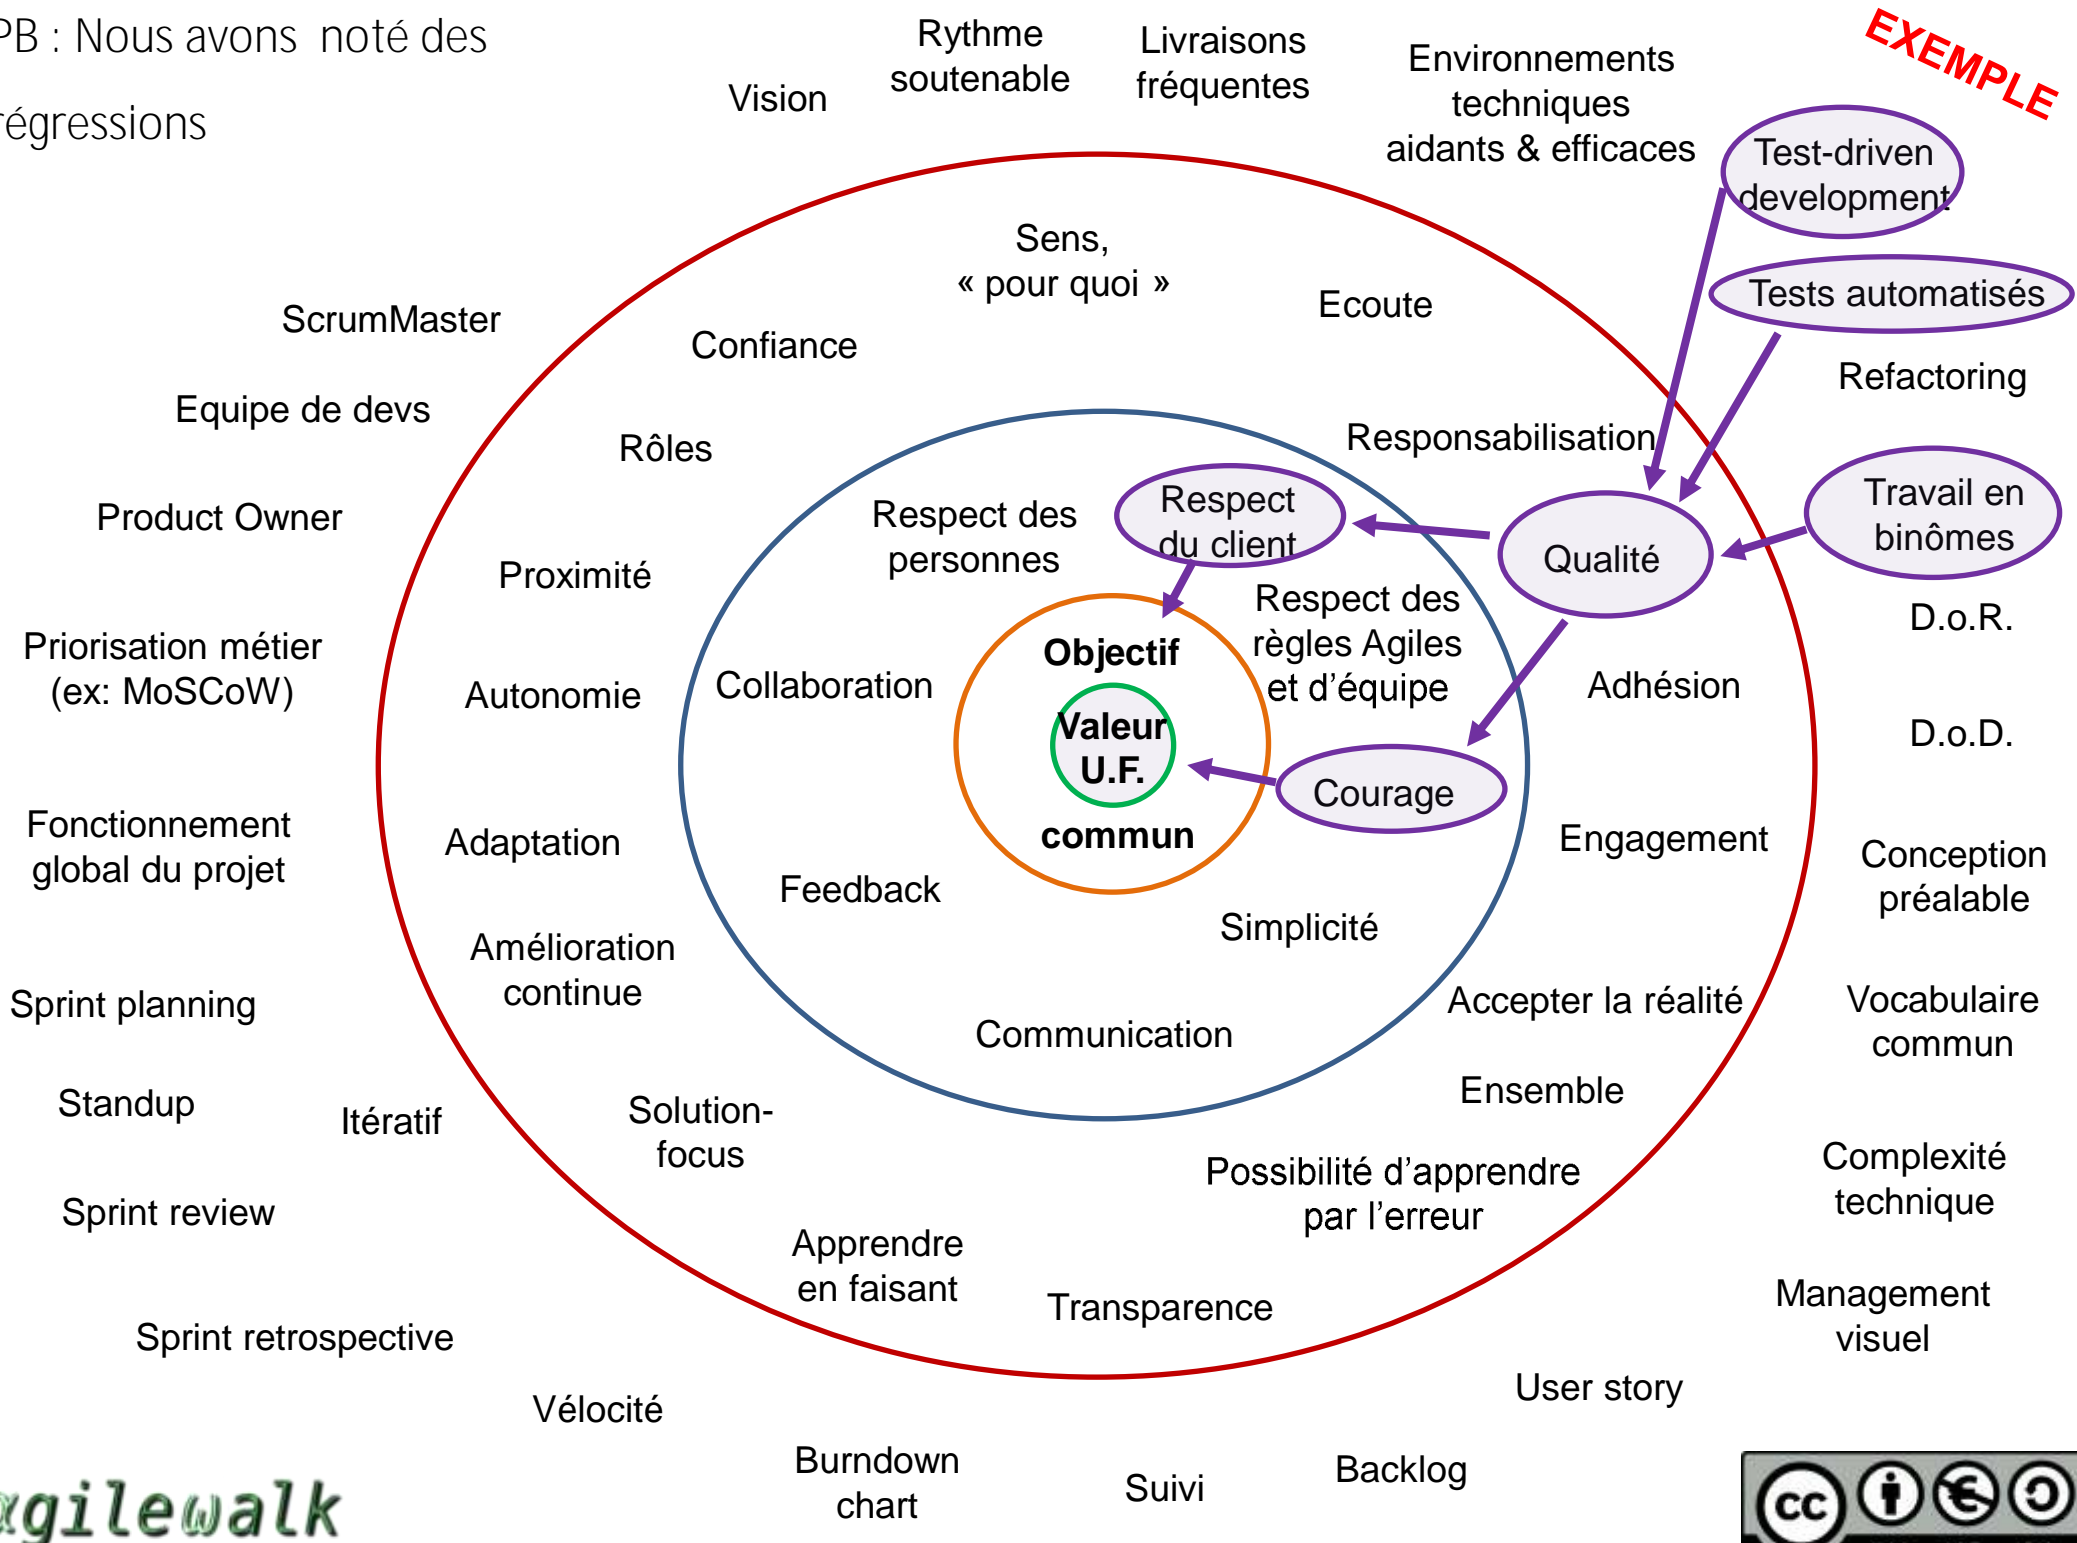 PB : Nous avons noté des
régressions
EXEMPLE
Rythme
soutenable
Livraisons
fréquentes
Vision
Environnements
techniques
aidants & efficaces
Test-driven
development
Tests automatisés
Refactoring
Travail en
binômes
D.o.R.
D.o.D.
Conception
préalable
Vocabulaire
commun
Complexité
technique
Management
visuel
User story
Backlog
Suivi
Burndown
chart
Vélocité
Sprint retrospective
Sprint review
Itératif
Standup
Sprint planning
Fonctionnement
global du projet
Priorisation métier
(ex: MoSCoW)
Product Owner
Equipe de devs
ScrumMaster
Sens,
« pour quoi »
Ecoute
Confiance
Responsabilisation
Rôles
Qualité
Proximité
Adhésion
Autonomie
Engagement
Adaptation
Accepter la réalité
Amélioration
continue
Ensemble
Solution-
focus
Possibilité d’apprendre
par l’erreur
Apprendre
en faisant
Transparence
Respect des
personnes
Respect
du client
Respect des
règles Agiles
et d’équipe
Collaboration
Courage
Feedback
Simplicité
Communication
Objectif
Valeur
U.F.
commun
agilewalk
cc